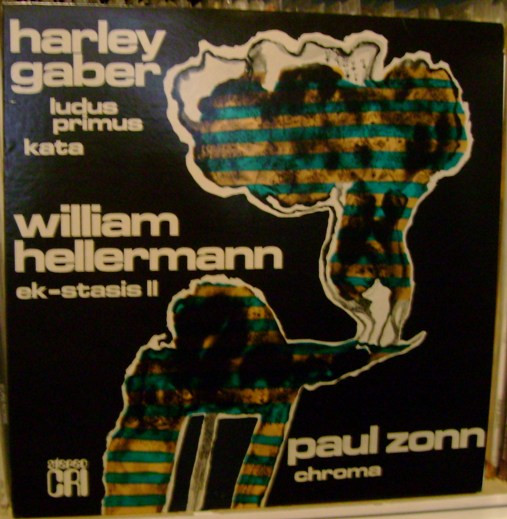 harley
gaber
ludus
primus
kata
william
hellermann
ek-stasis II
paul zonn
chroma
stereo
CRI